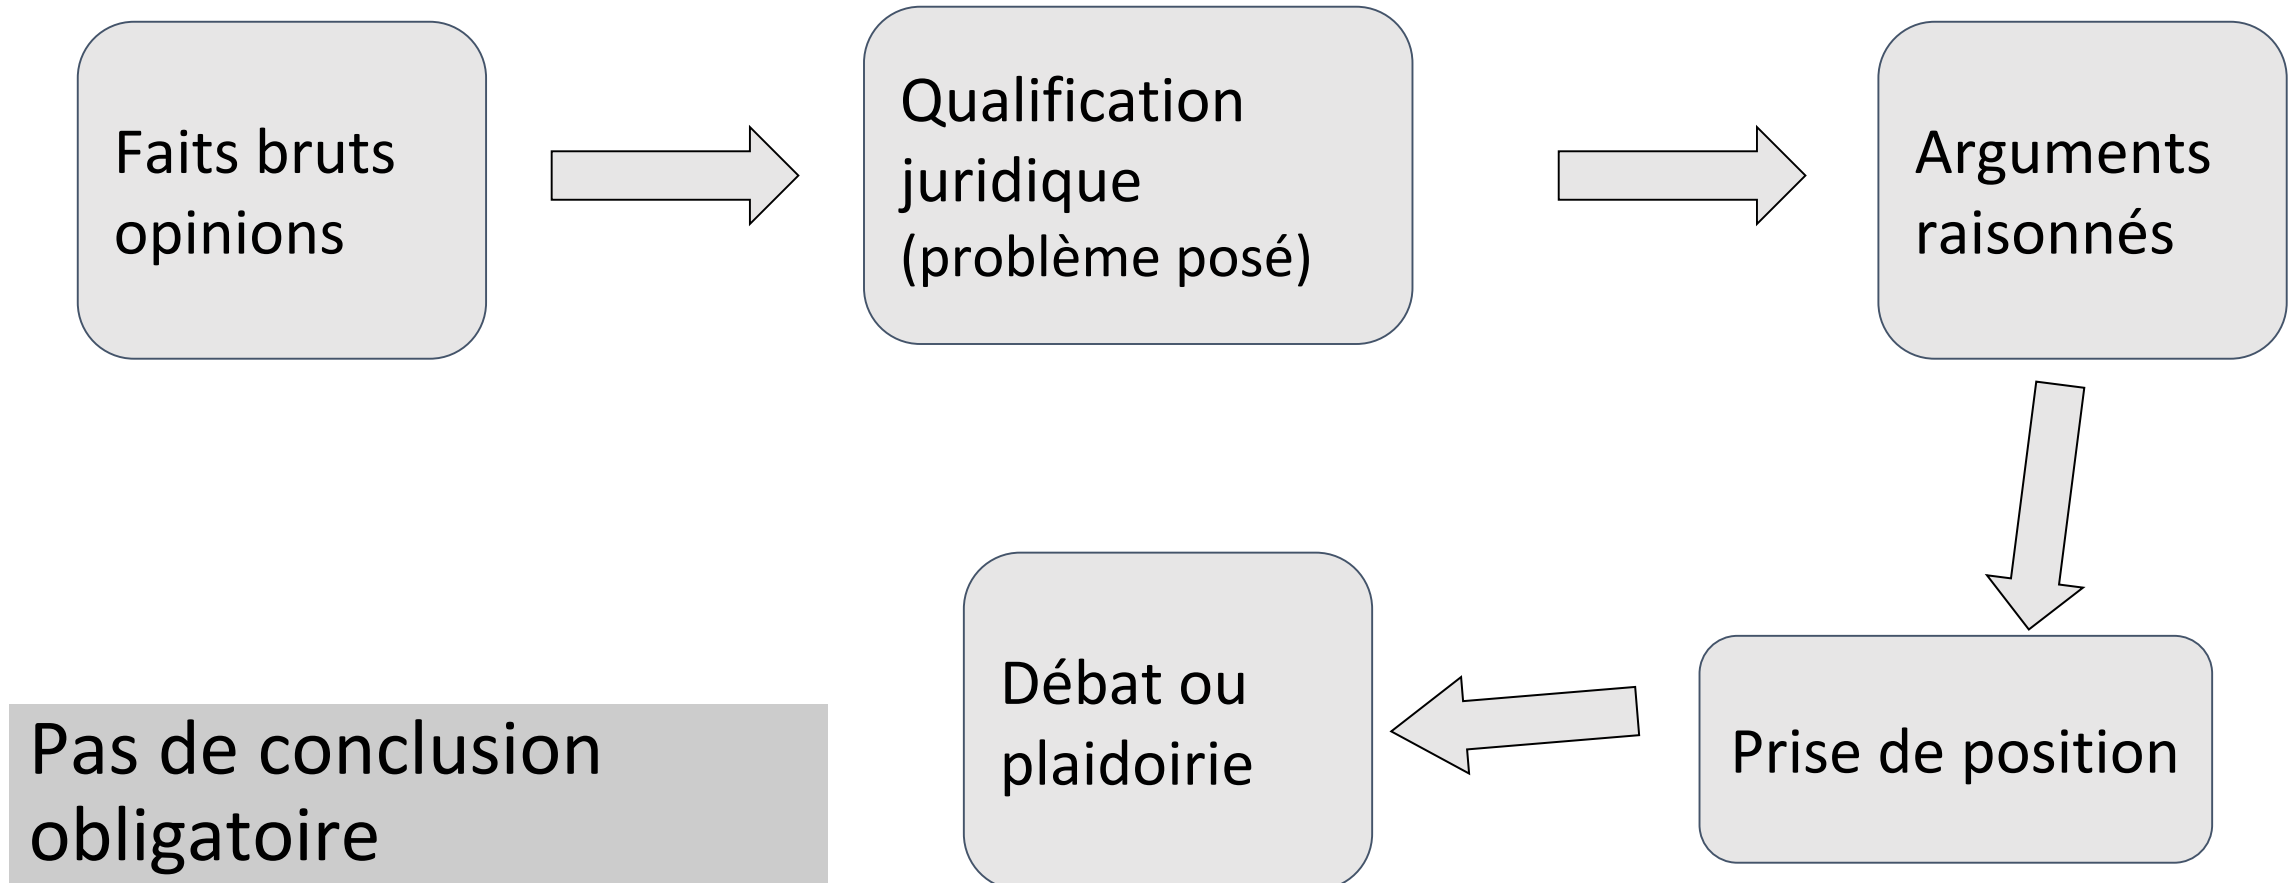 Faits bruts
opinions
Qualification
juridique
(problème posé)
Arguments
raisonnés
Prise de position
Débat ou
plaidoirie
Pas de conclusion
obligatoire